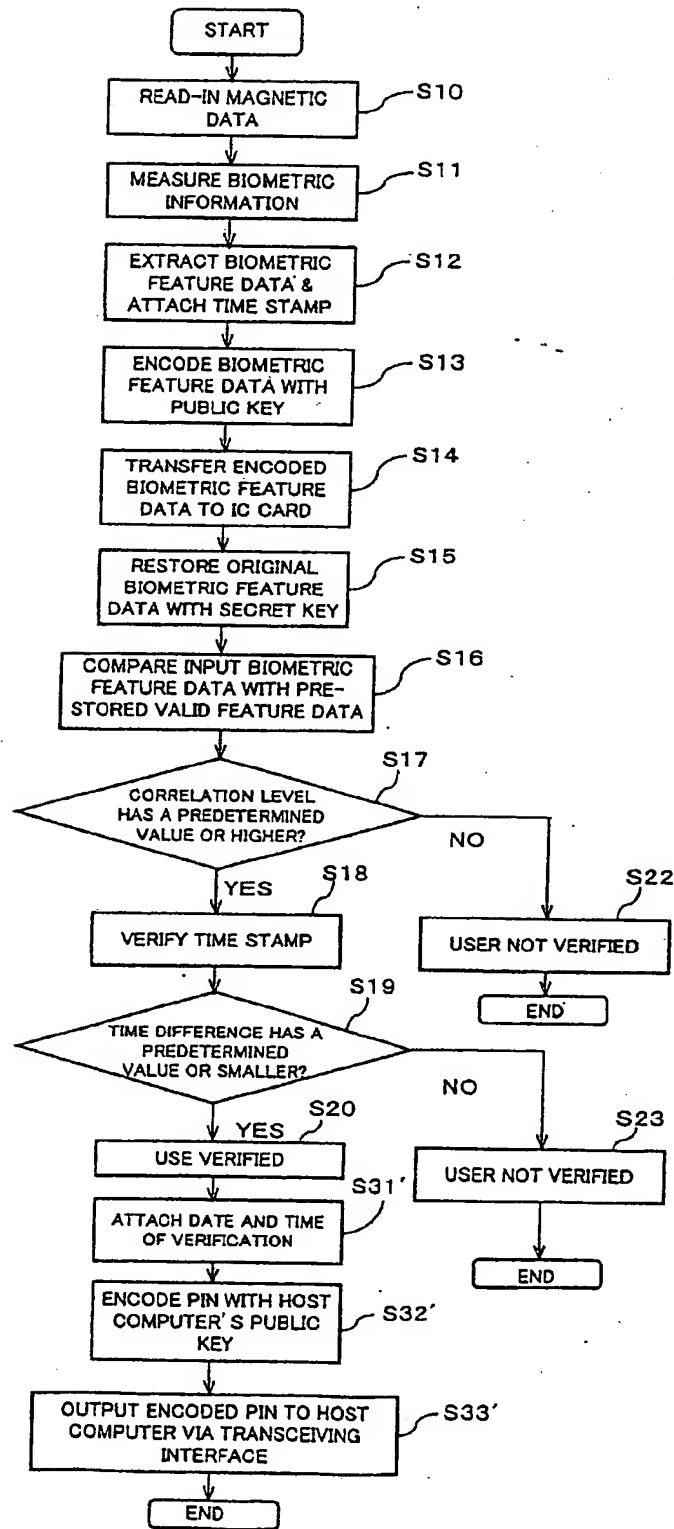 START
READ-IN MAGNETIC
DATA
S10
MEASURE BIOMETRIC
INFORMATION
S11
EXTRACT BIOMETRIC
FEATURE DATA &
ATTACH TIME STAMP
S12
ENCODE BIOMETRIC
FEATURE DATA WITH
PUBLIC KEY
S13
TRANSFER ENCODED
BIOMETRIC FEATURE
DATA TO IC CARD
S14
RESTORE ORIGINAL
BIOMETRIC FEATURE
DATA WITH SECRET KEY
S15
COMPARE INPUT BIOMETRIC
FEATURE DATA WITH PRE-
STORED VALID FEATURE DATA
S16
CORRELATION LEVEL
HAS A PREDETERMINED
VALUE OR HIGHER?
S17
NO
YES
S18
VERIFY TIME STAMP
S22
USER NOT VERIFIED
END
S19
TIME DIFFERENCE HAS A
PREDETERMINED
VALUE OR SMALLER?
NO
YES
S20
USE VERIFIED
S23
USER NOT VERIFIED
END
S31'
ATTACH DATE AND TIME
OF VERIFICATION
S32'
ENCODE PIN WITH HOST
COMPUTER'S PUBLIC
KEY
OUTPUT ENCODED PIN TO HOST
COMPUTER VIA TRANSCEIVING
INTERFACE
S33'
END